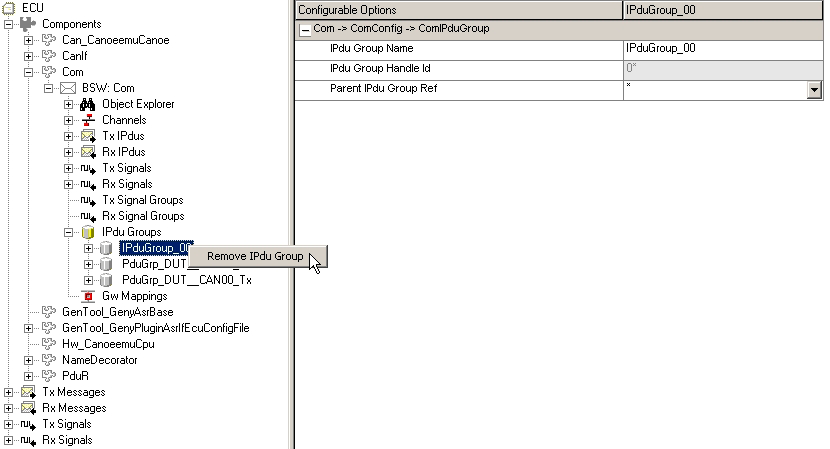 ECU
Components
Can_CanoeemuCanoe
CanIf
Com
BSW: Com
Object Explorer
Channels
Tx IPdus
Rx IPdus
Tx Signals
Rx Signals
Tx Signal Groups
Rx Signal Groups
IPdu Groups
IPduGroup_00
Remove IPdu Group
PduGrp_DUT__
PduGrp_DUT__CAN00_Tx
Gw Mappings
GenTool_GenyAsrBase
GenTool_GenyPluginAsrIfEcuConfigFile
Hw_CanoeemuCpu
NameDecorator
PduR
Tx Messages
Rx Messages
Tx Signals
Rx Signals
Configurable Options IPduGroup_00
Com -> ComConfig -> ComIPduGroup
IPdu Group Name IPduGroup_00
IPdu Group Handle Id 0*
Parent IPdu Group Ref *